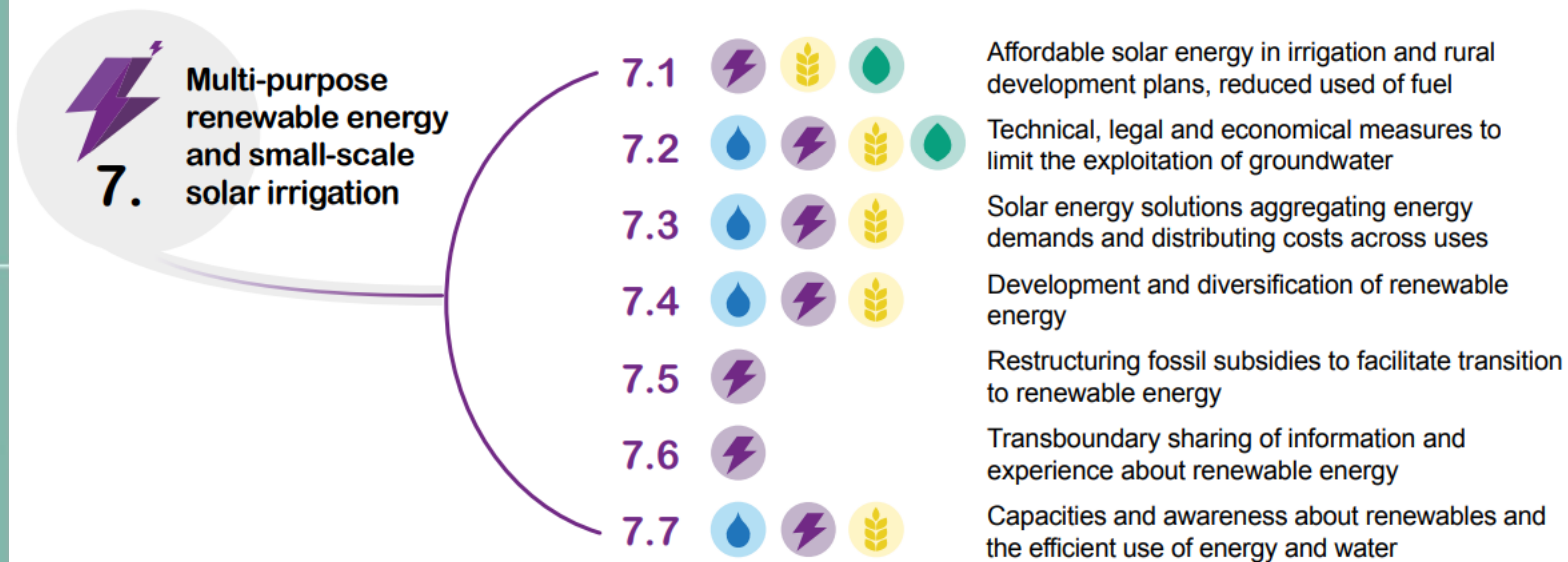 Multi-purpose
renewable energy
and small-scale
solar irrigation
7.
7.1
Affordable solar energy in irrigation and rural
development plans, reduced used of fuel
7.2
Technical, legal and economical measures to
limit the exploitation of groundwater
7.3
Solar energy solutions aggregating energy
demands and distributing costs across uses
7.4
Development and diversification of renewable
energy
7.5
Restructuring fossil subsidies to facilitate transition
to renewable energy
7.6
Transboundary sharing of information and
experience about renewable energy
7.7
Capacities and awareness about renewables and
the efficient use of energy and water